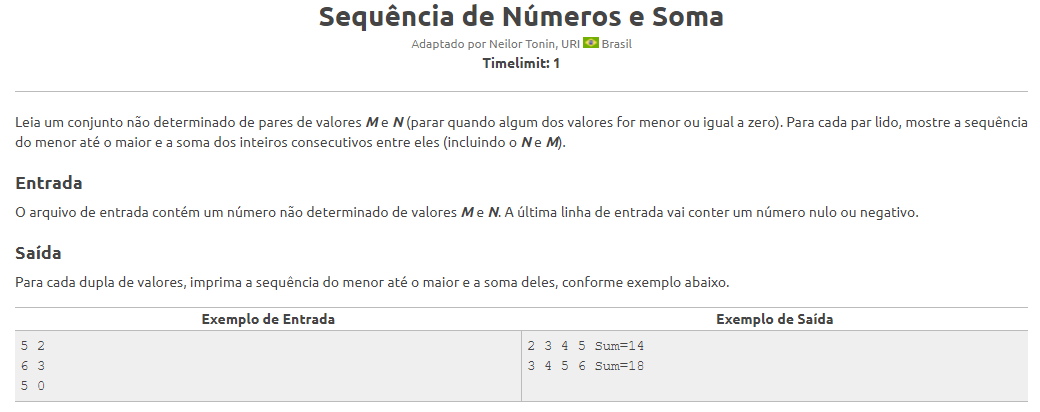 Sequência de Números e Soma
Adaptado por Neilor Tonin, URI Brasil
Timelimit: 1
Leia um conjunto não determinado de pares de valores M e N (parar quando algum dos valores for menor ou igual a zero). Para cada par lido, mostre a sequência
do menor até o maior e a soma dos inteiros consecutivos entre eles (incluindo o N e M).
Entrada
O arquivo de entrada contém um número não determinado de valores M e N. A última linha de entrada vai conter um número nulo ou negativo.
Saída
Para cada dupla de valores, imprima a sequência do menor até o maior e a soma deles, conforme exemplo abaixo.
Exemplo de Entrada
Exemplo de Saída
5 2
6 3
5 0
2 3 4 5 Sum=14
3 4 5 6 Sum=18